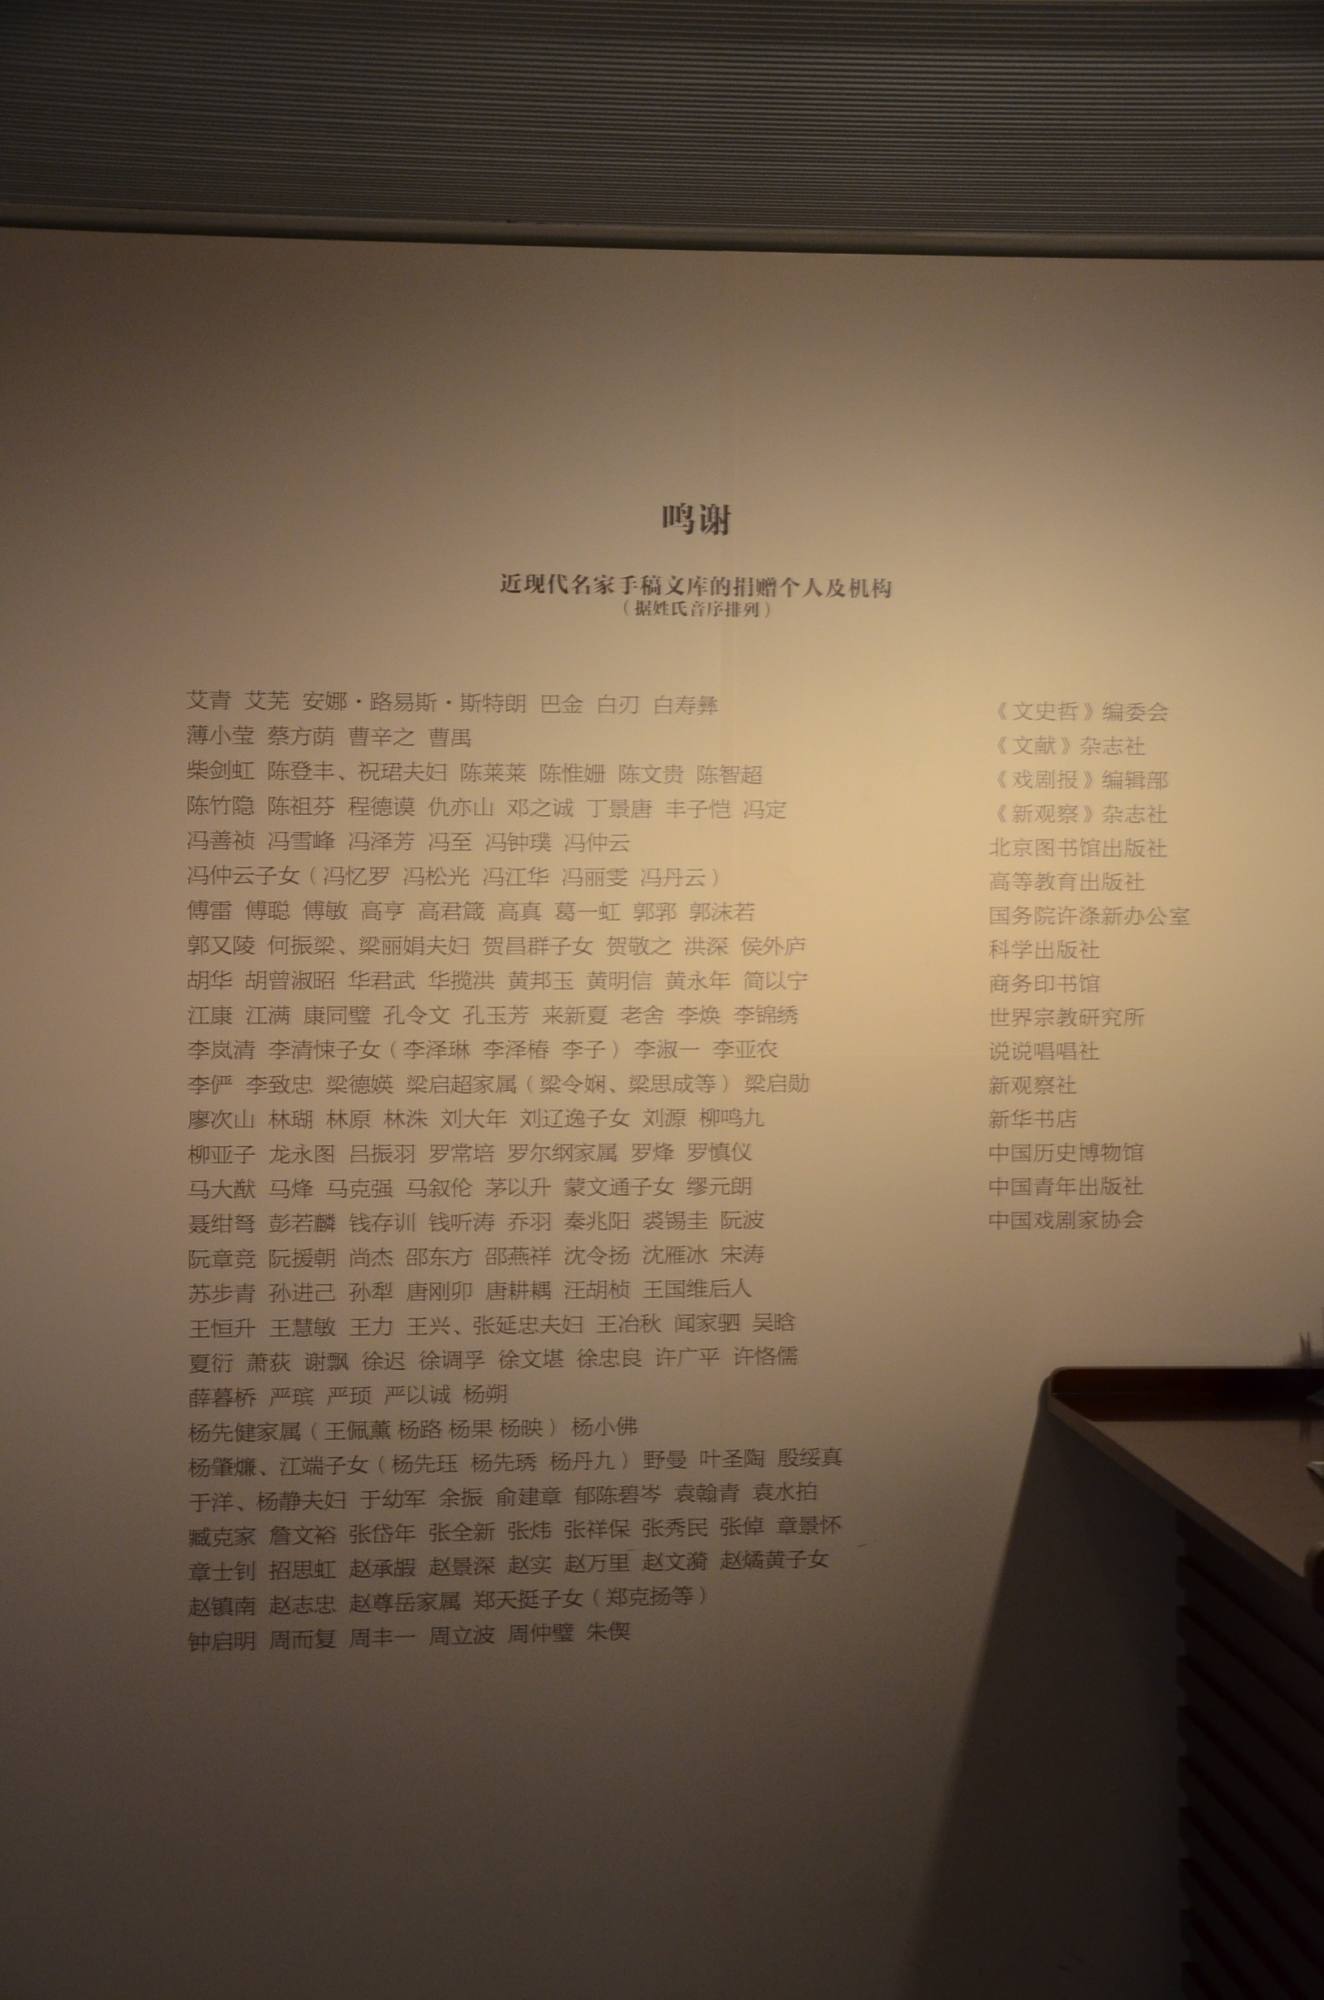 鸣谢
近现代名家手稿文库的捐赠个人及机构
（据姓氏音序排列）
艾青 艾芜 安娜·路易斯·斯特朗 巴金 白刃 白寿彝
薄小莹 蔡方荫 曹辛之 曹禺
柴剑虹 陈登丰、祝珺夫妇 陈莱莱 陈惟姗 陈文贵 陈智超
陈竹隐 陈祖芬 程德谟 仇亦山 邓之诚 丁景唐 丰子恺 冯定
冯善祯 冯雪峰 冯泽芳 冯至 冯钟璞 冯仲云
冯仲云子女（冯忆罗 冯松光 冯江华 冯丽雯 冯丹云）
傅雷 傅聪 傅敏 高亨 高君箴 高真 葛一虹 郭郛 郭沫若
郭又陵 何振梁、梁丽娟夫妇 贺昌群子女 贺敬之 洪深 侯外庐
胡华 胡曾淑昭 华君武 华揽洪 黄邦玉 黄明信 黄永年 简以宁
江康 江满 康同璧 孔令文 孔玉芳 来新夏 老舍 李焕 李锦绣
李岚清 李清悚子女（李泽琳 李泽椿 李子） 李淑一 李亚农
李俨 李致忠 梁德媖 梁启超家属（梁令娴、梁思成等） 梁启勋
廖次山 林瑚 林原 林洙 刘大年 刘辽逸子女 刘源 柳鸣九
柳亚子 龙永图 吕振羽 罗常培 罗尔纲家属 罗烽 罗慎仪
马大猷 马烽 马克强 马叙伦 茅以升 蒙文通子女 缪元朗
聂绀弩 彭若麟 钱存训 钱听涛 乔羽 秦兆阳 裘锡圭 阮波
阮章竞 阮援朝 尚杰 邵东方 邵燕祥 沈令扬 沈雁冰 宋涛
苏步青 孙进己 孙犁 唐刚卯 唐耕耦 汪胡桢 王国维后人
王恒升 王慧敏 王力 王兴、张延忠夫妇 王冶秋 闻家驷 吴晗
夏衍 萧荻 谢飘 徐迟 徐调孚 徐文堪 徐忠良 许广平 许恪儒
薛暮桥 严瑸 严顼 严以诚 杨朔
杨先健家属（王佩薰 杨路 杨果 杨映） 杨小佛
杨肇燫、江端子女（杨先珏 杨先琇 杨丹九） 野曼 叶圣陶 殷绥真
于洋、杨静夫妇 于幼军 余振 俞建章 郁陈碧岑 袁翰青 袁水拍
臧克家 詹文裕 张岱年 张全新 张炜 张祥保 张秀民 张倬 章景怀
章士钊 招思虹 赵承嘏 赵景深 赵实 赵万里 赵文漪 赵燏黄子女
赵镇南 赵志忠 赵尊岳家属 郑天挺子女（郑克扬等）
钟启明 周而复 周丰一 周立波 周仲璧 朱偰
《文史哲》编委会
《文献》杂志社
《戏剧报》编辑部
《新观察》杂志社
北京图书馆出版社
高等教育出版社
国务院许涤新办公室
科学出版社
商务印书馆
世界宗教研究所
说说唱唱社
新观察社
新华书店
中国历史博物馆
中国青年出版社
中国戏剧家协会